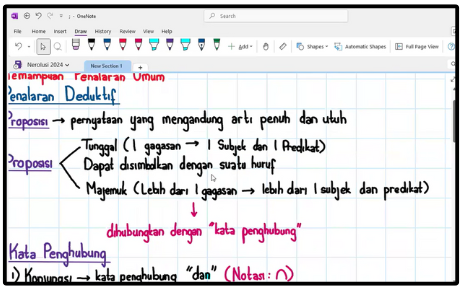 OneNote
Search
File Home Insert Draw History Review View Help
Add Shapes Automatic Shapes Full Page View
Nerolusi 2024 New Section 1 +
Kemampuan Penalaran Umum
Penalaran Deduktif
Proposisi → pernyataan yang mengandung arti penuh dan utuh
Tunggal (1 gagasan → 1 Subjek dan 1 Predikat)
Proposisi
Dapat disimbolkan dengan suatu huruf
Majemuk (Lebih dari 1 gagasan → lebih dari 1 subjek dan predikat)
dihubungkan dengan "kata penghubung"
Kata Penghubung
1) Konjungsi → kata penghubung "dan" (Notasi: ∩)